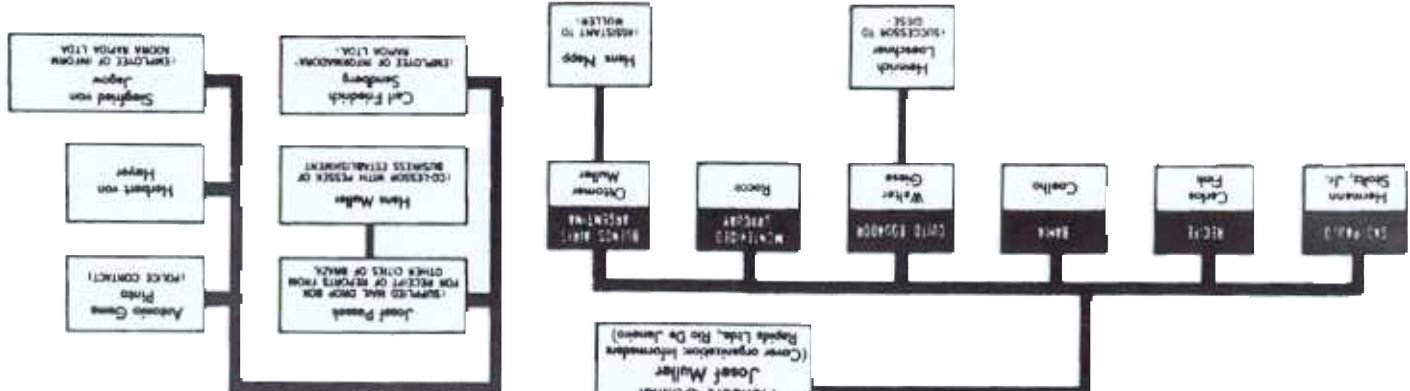 Josef Muller
(Cover organization: Informadora
Rapida Ltda, Rio De Janeiro)
SAO PAULO
Hermann
Stoltz, Jr.
RECIFE
Carlos
Fink
BAHIA
Coelho
QUITO EQUADOR
Walter
Giese
MONTEVIDEO
URUGUAY
Rocco
BUENOS AIRES
ARGENTINA
Ottomar
Muller
Heinrich
Loeschner
(SUCCESSOR TO
GIESE-
Hans Napp
(ASSISTANT TO
MULLER-
Josef Passek
(SUPPLIED MAIL DROP BOX
FOR RECEIPT OF REPORTS FROM
OTHER CITIES OF BRAZIL
Hans Muller
(CO-LESSOR WITH PESSEK OF
BUSINESS ESTABLISHMENT
Carl Friedrich
Sandberg
(EMPLOYEE OF INFORMADORA-
RAPIDA LTDA-
Antonio Gama
Pinto
(POLICE CONTACT)
Herbert von
Heyer
Siegfried von
Jagow
(EMPLOYEE OF INFORM
ADORA RAPIDA LTDA